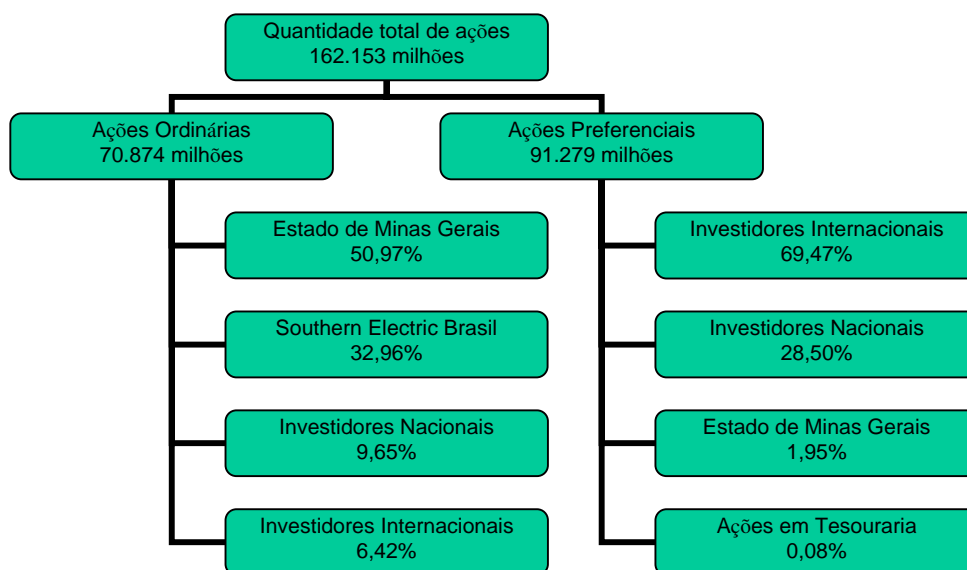 Quantidade total de ações
162.153 milhões
Ações Ordinárias
70.874 milhões
Ações Preferenciais
91.279 milhões
Estado de Minas Gerais
50,97%
Investidores Internacionais
69,47%
Southern Electric Brasil
32,96%
Investidores Nacionais
28,50%
Investidores Nacionais
9,65%
Estado de Minas Gerais
1,95%
Investidores Internacionais
6,42%
Ações em Tesouraria
0,08%